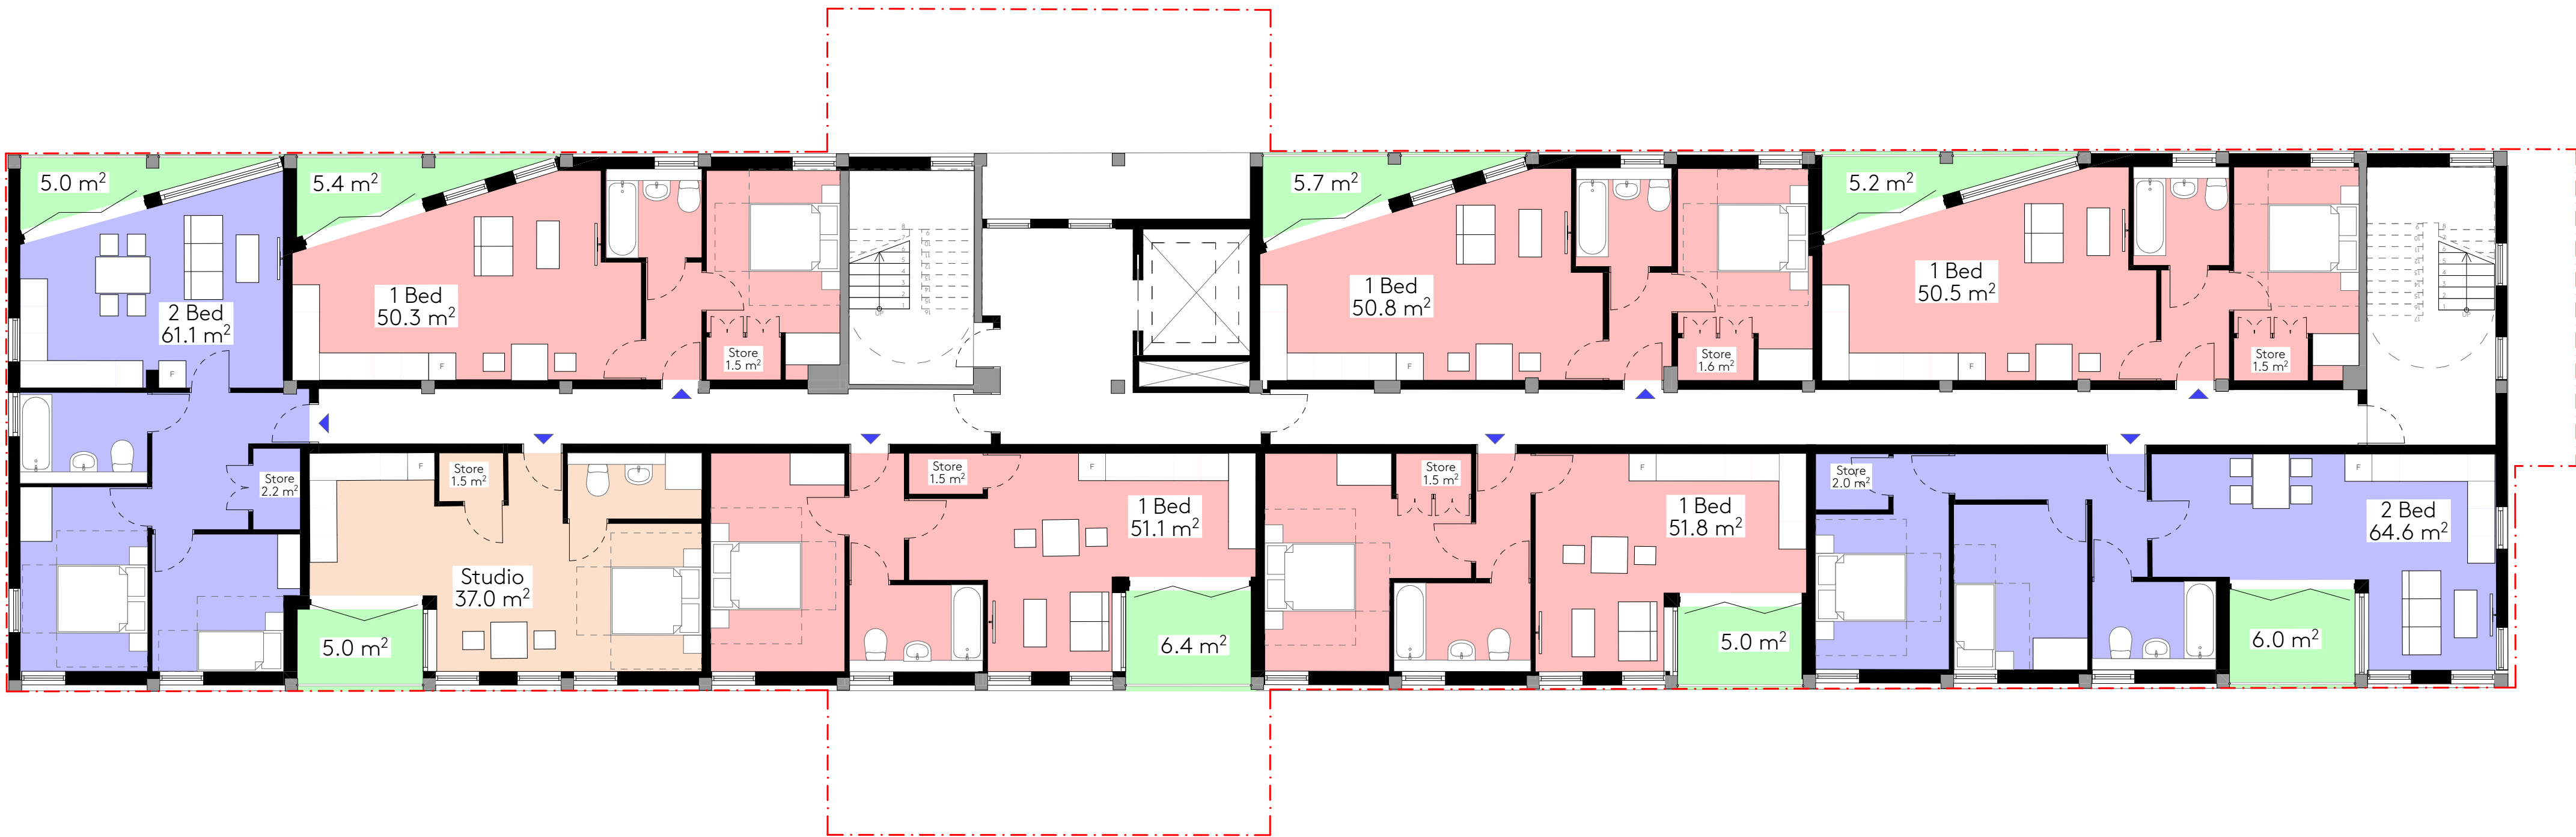 5.0 m²
5.4 m²
5.7 m²
5.2 m²
2 Bed
61.1 m²
1 Bed
50.3 m²
Store
1.5 m²
UP
1 Bed
50.8 m²
Store
1.6 m²
1 Bed
50.5 m²
Store
1.5 m²
UP
F
F
F
F
Store
2.2 m²
F
Store
1.5 m²
Studio
37.0 m²
5.0 m²
Store
1.5 m²
F
1 Bed
51.1 m²
6.4 m²
Store
1.5 m²
F
1 Bed
51.8 m²
5.0 m²
Store
2.0 m²
F
2 Bed
64.6 m²
6.0 m²